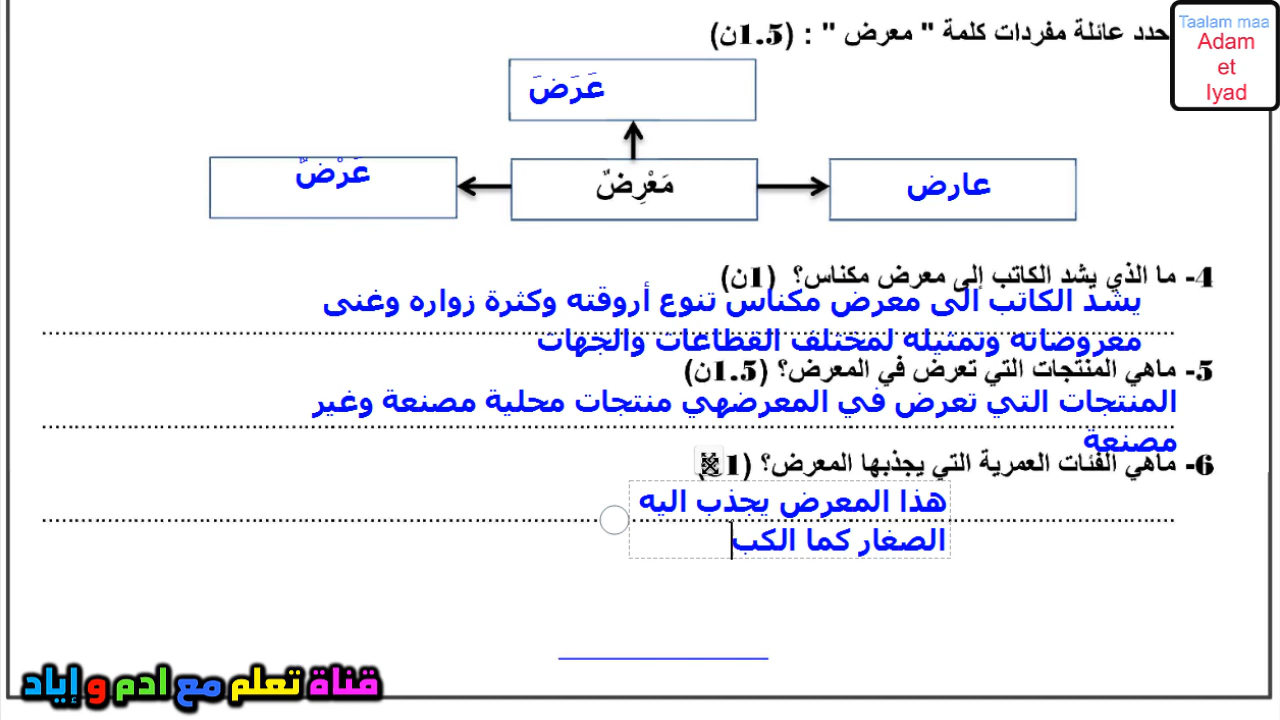 حدد عائلة مفردات كلمة " معرض " : (1.5ن)
Taalam maa
Adam
et
Iyad
عَرَضَ
عارض
مَعْرِضٌ
عَرْضٌ
4- ما الذي يشد الكاتب إلى معرض مكناس؟ (1ن)
يشد الكاتب الى معرض مكناس تنوع أروقته وكثرة زواره وغنى
معروضاته وتمثيله لمختلف القطاعات والجهات
5- ماهي المنتجات التي تعرض في المعرض؟ (1.5ن)
المنتجات التي تعرض في المعرضهي منتجات محلية مصنعة وغير
مصنعة
6- ماهي الفئات العمرية التي يجذبها المعرض؟ (1
هذا المعرض يجذب اليه
الصغار كما الكب
قناة تعلم مع ادم و إياد